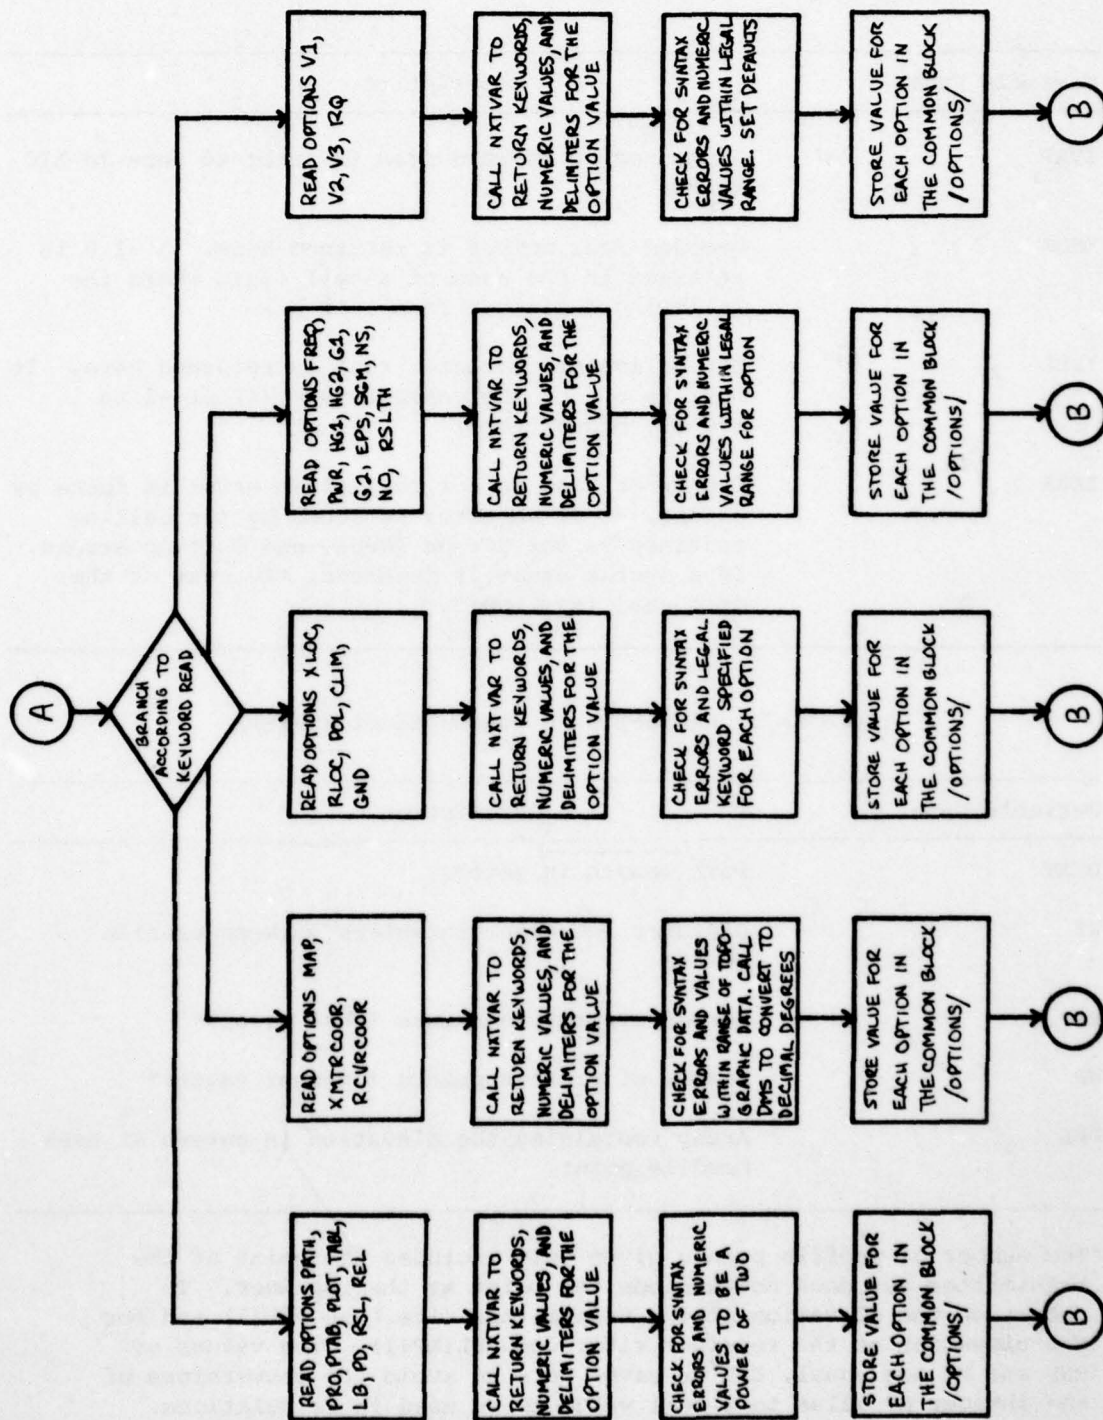 A
BRANCH
ACCORDING TO
KEYWORD READ
READ OPTIONS PATH,
PRO, PTAB, PLOT, TABL,
LB, PD, RSL, REL
CALL NXTVAR TO
RETURN KEYWORDS,
NUMERIC VALUES, AND
DELIMITERS FOR THE
OPTION VALUE
CHECK FOR SYNTAX
ERRORS AND NUMERIC
VALUES TO BE A
POWER OF TWO
STORE VALUE FOR
EACH OPTION IN
THE COMMON BLOCK
/OPTIONS/
B
READ OPTIONS MAP,
XMTRCOOR,
RCVRCOOR
CALL NXTVAR TO
RETURN KEYWORDS,
NUMERIC VALUES, AND
DELIMITERS FOR THE
OPTION VALUE
CHECK FOR SYNTAX
ERRORS AND VALUES
WITHIN RANGE OF TOPO-
GRAPHIC DATA. CALL
DMS TO CONVERT TO
DECIMAL DEGREES
STORE VALUE FOR
EACH OPTION IN
THE COMMON BLOCK
/OPTIONS/
B
READ OPTIONS XLOC,
RLOC, POL, CLIM,
GND
CALL NXTVAR TO
RETURN KEYWORDS,
NUMERIC VALUES, AND
DELIMITERS FOR THE
OPTION VALUE
CHECK FOR SYNTAX
ERRORS AND LEGAL
KEYWORD SPECIFIED
FOR EACH OPTION
STORE VALUE FOR
EACH OPTION IN
THE COMMON BLOCK
/OPTIONS/
B
READ OPTIONS FREQ,
PWR, HG1, HG2, G1,
G2, EPS, SGM, NS,
NO, RSLTH
CALL NXTVAR TO
RETURN KEYWORDS,
NUMERIC VALUES, AND
DELIMITERS FOR THE
OPTION VALUE
CHECK FOR SYNTAX
ERRORS AND NUMERIC
VALUES WITHIN LEGAL
RANGE FOR OPTION
STORE VALUE FOR
EACH OPTION IN
THE COMMON BLOCK
/OPTIONS/
B
READ OPTIONS V1,
V2, V3, RQ
CALL NXTVAR TO
RETURN KEYWORDS,
NUMERIC VALUES, AND
DELIMITERS FOR THE
OPTION VALUE
CHECK FOR SYNTAX
ERRORS AND NUMERIC
VALUES WITHIN LEGAL
RANGE. SET DEFAULTS
STORE VALUE FOR
EACH OPTION IN
THE COMMON BLOCK
/OPTIONS/
B